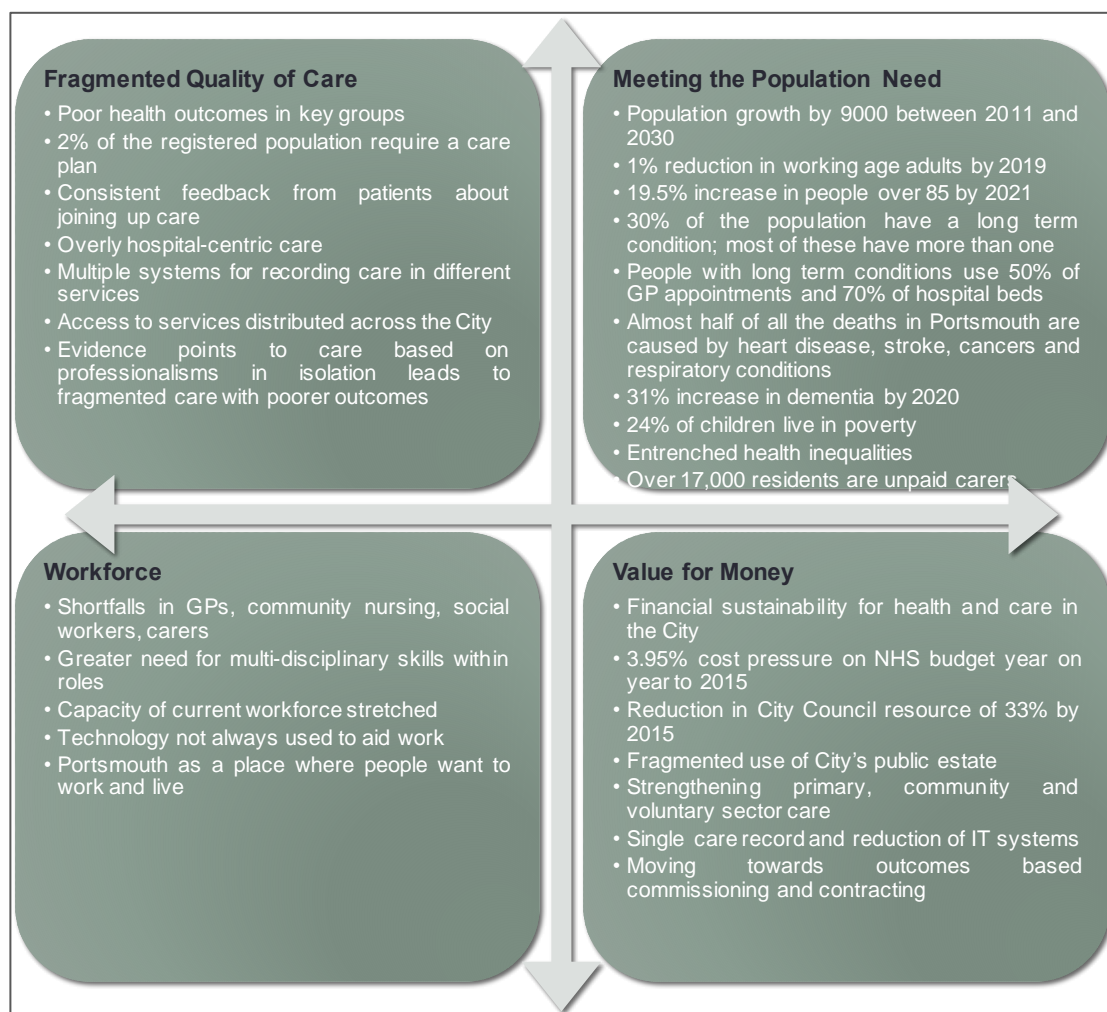 Fragmented Quality of Care
• Poor health outcomes in key groups
• 2% of the registered population require a care
plan
• Consistent feedback from patients about
joining up care
• Overly hospital-centric care
• Multiple systems for recording care in different
services
• Access to services distributed across the City
• Evidence points to care based on
professionalisms in isolation leads to
fragmented care with poorer outcomes
Meeting the Population Need
• Population growth by 9000 between 2011 and
2030
• 1% reduction in working age adults by 2019
• 19.5% increase in people over 85 by 2021
• 30% of the population have a long term
condition; most of these have more than one
• People with long term conditions use 50% of
GP appointments and 70% of hospital beds
• Almost half of all the deaths in Portsmouth are
caused by heart disease, stroke, cancers and
respiratory conditions
• 31% increase in dementia by 2020
• 24% of children live in poverty
• Entrenched health inequalities
• Over 17,000 residents are unpaid carers
Workforce
• Shortfalls in GPs, community nursing, social
workers, carers
• Greater need for multi-disciplinary skills within
roles
• Capacity of current workforce stretched
• Technology not always used to aid work
• Portsmouth as a place where people want to
work and live
Value for Money
• Financial sustainability for health and care in
the City
• 3.95% cost pressure on NHS budget year on
year to 2015
• Reduction in City Council resource of 33% by
2015
• Fragmented use of City's public estate
• Strengthening primary, community and
voluntary sector care
• Single care record and reduction of IT systems
• Moving towards outcomes based
commissioning and contracting